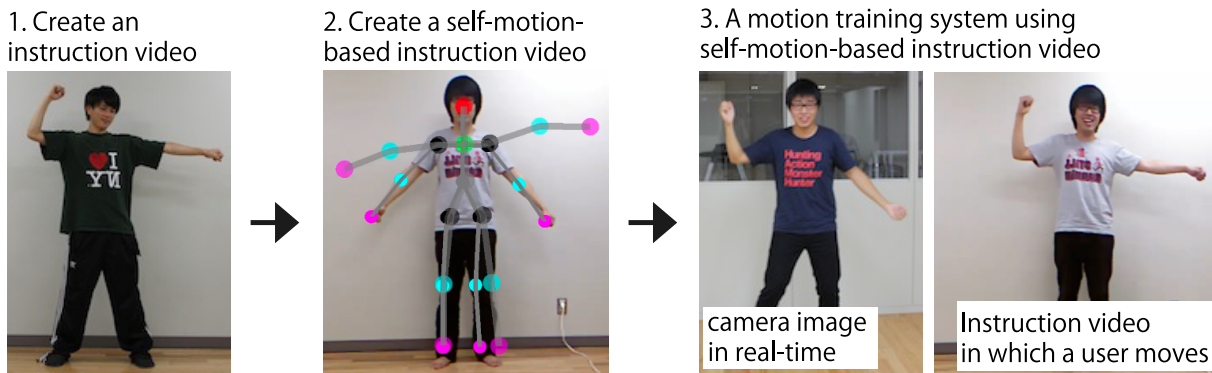 1. Create an
instruction video
2. Create a self-motion-
based instruction video
3. A motion training system using
self-motion-based instruction video
I
YN
Hunting
Action
Monster
Hunter
camera image
in real-time
Instruction video
in which a user moves